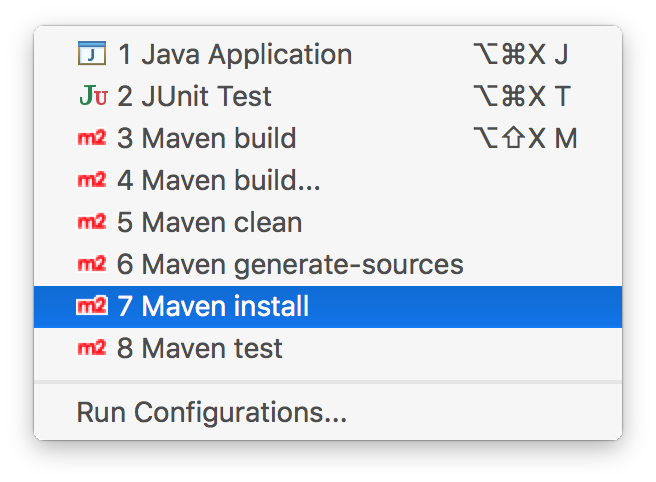 J 1 Java Application ⌥⌘X J
Ju 2 JUnit Test ⌥⌘X T
m2 3 Maven build ⌥⇧X M
m2 4 Maven build...
m2 5 Maven clean
m2 6 Maven generate-sources
m2 7 Maven install
m2 8 Maven test
Run Configurations...